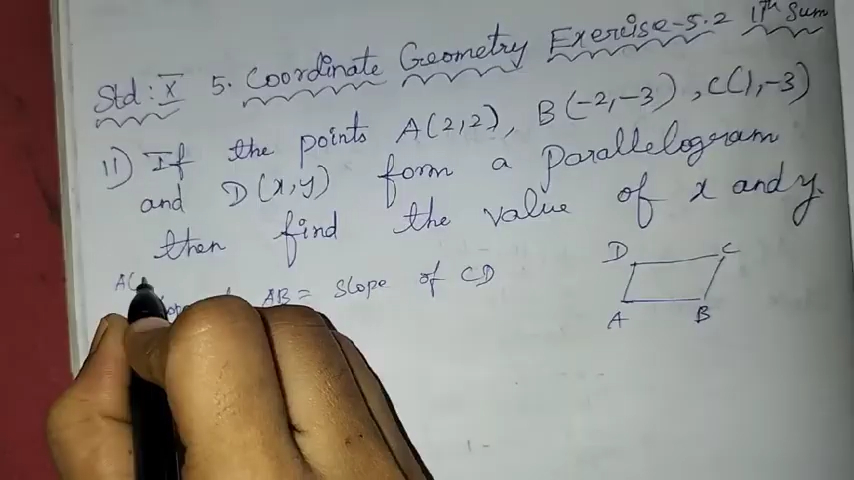 Std: X 5. Coordinate Geometry Exercise-5.2 11th Sum
11) If the points A(2,2), B(-2,-3), C(1,-3)
and D(x,y) form a parallelogram
then find the value of x and y.
D C
A(
AB = Slope of CD
A B